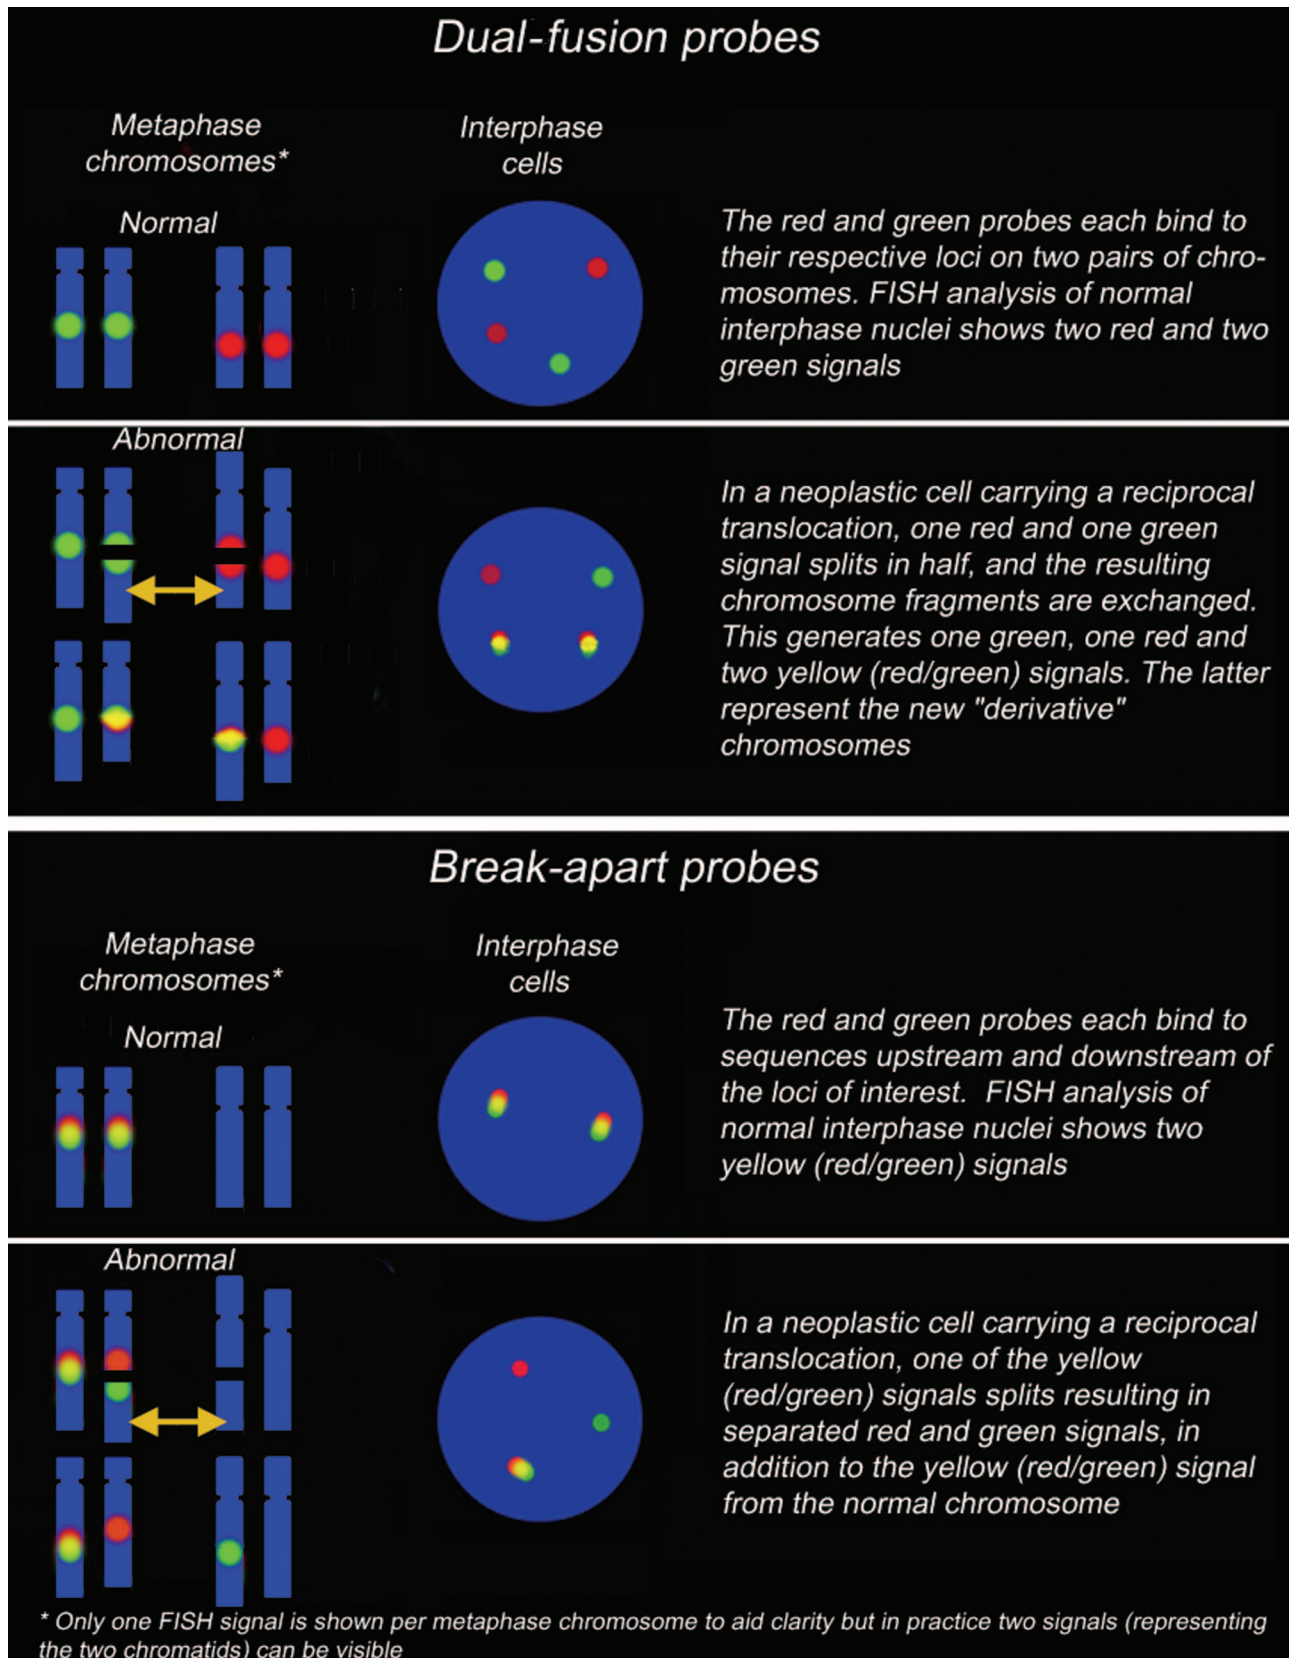 Dual-fusion probes
Metaphase
chromosomes*
Interphase
cells
Normal
The red and green probes each bind to
their respective loci on two pairs of chro-
mosomes. FISH analysis of normal
interphase nuclei shows two red and two
green signals
Abnormal
In a neoplastic cell carrying a reciprocal
translocation, one red and one green
signal splits in half, and the resulting
chromosome fragments are exchanged.
This generates one green, one red and
two yellow (red/green) signals. The latter
represent the new "derivative"
chromosomes
Break-apart probes
Metaphase
chromosomes*
Interphase
cells
Normal
The red and green probes each bind to
sequences upstream and downstream of
the loci of interest. FISH analysis of
normal interphase nuclei shows two
yellow (red/green) signals
Abnormal
In a neoplastic cell carrying a reciprocal
translocation, one of the yellow
(red/green) signals splits resulting in
separated red and green signals, in
addition to the yellow (red/green) signal
from the normal chromosome
* Only one FISH signal is shown per metaphase chromosome to aid clarity but in practice two signals (representing
the two chromatids) can be visible